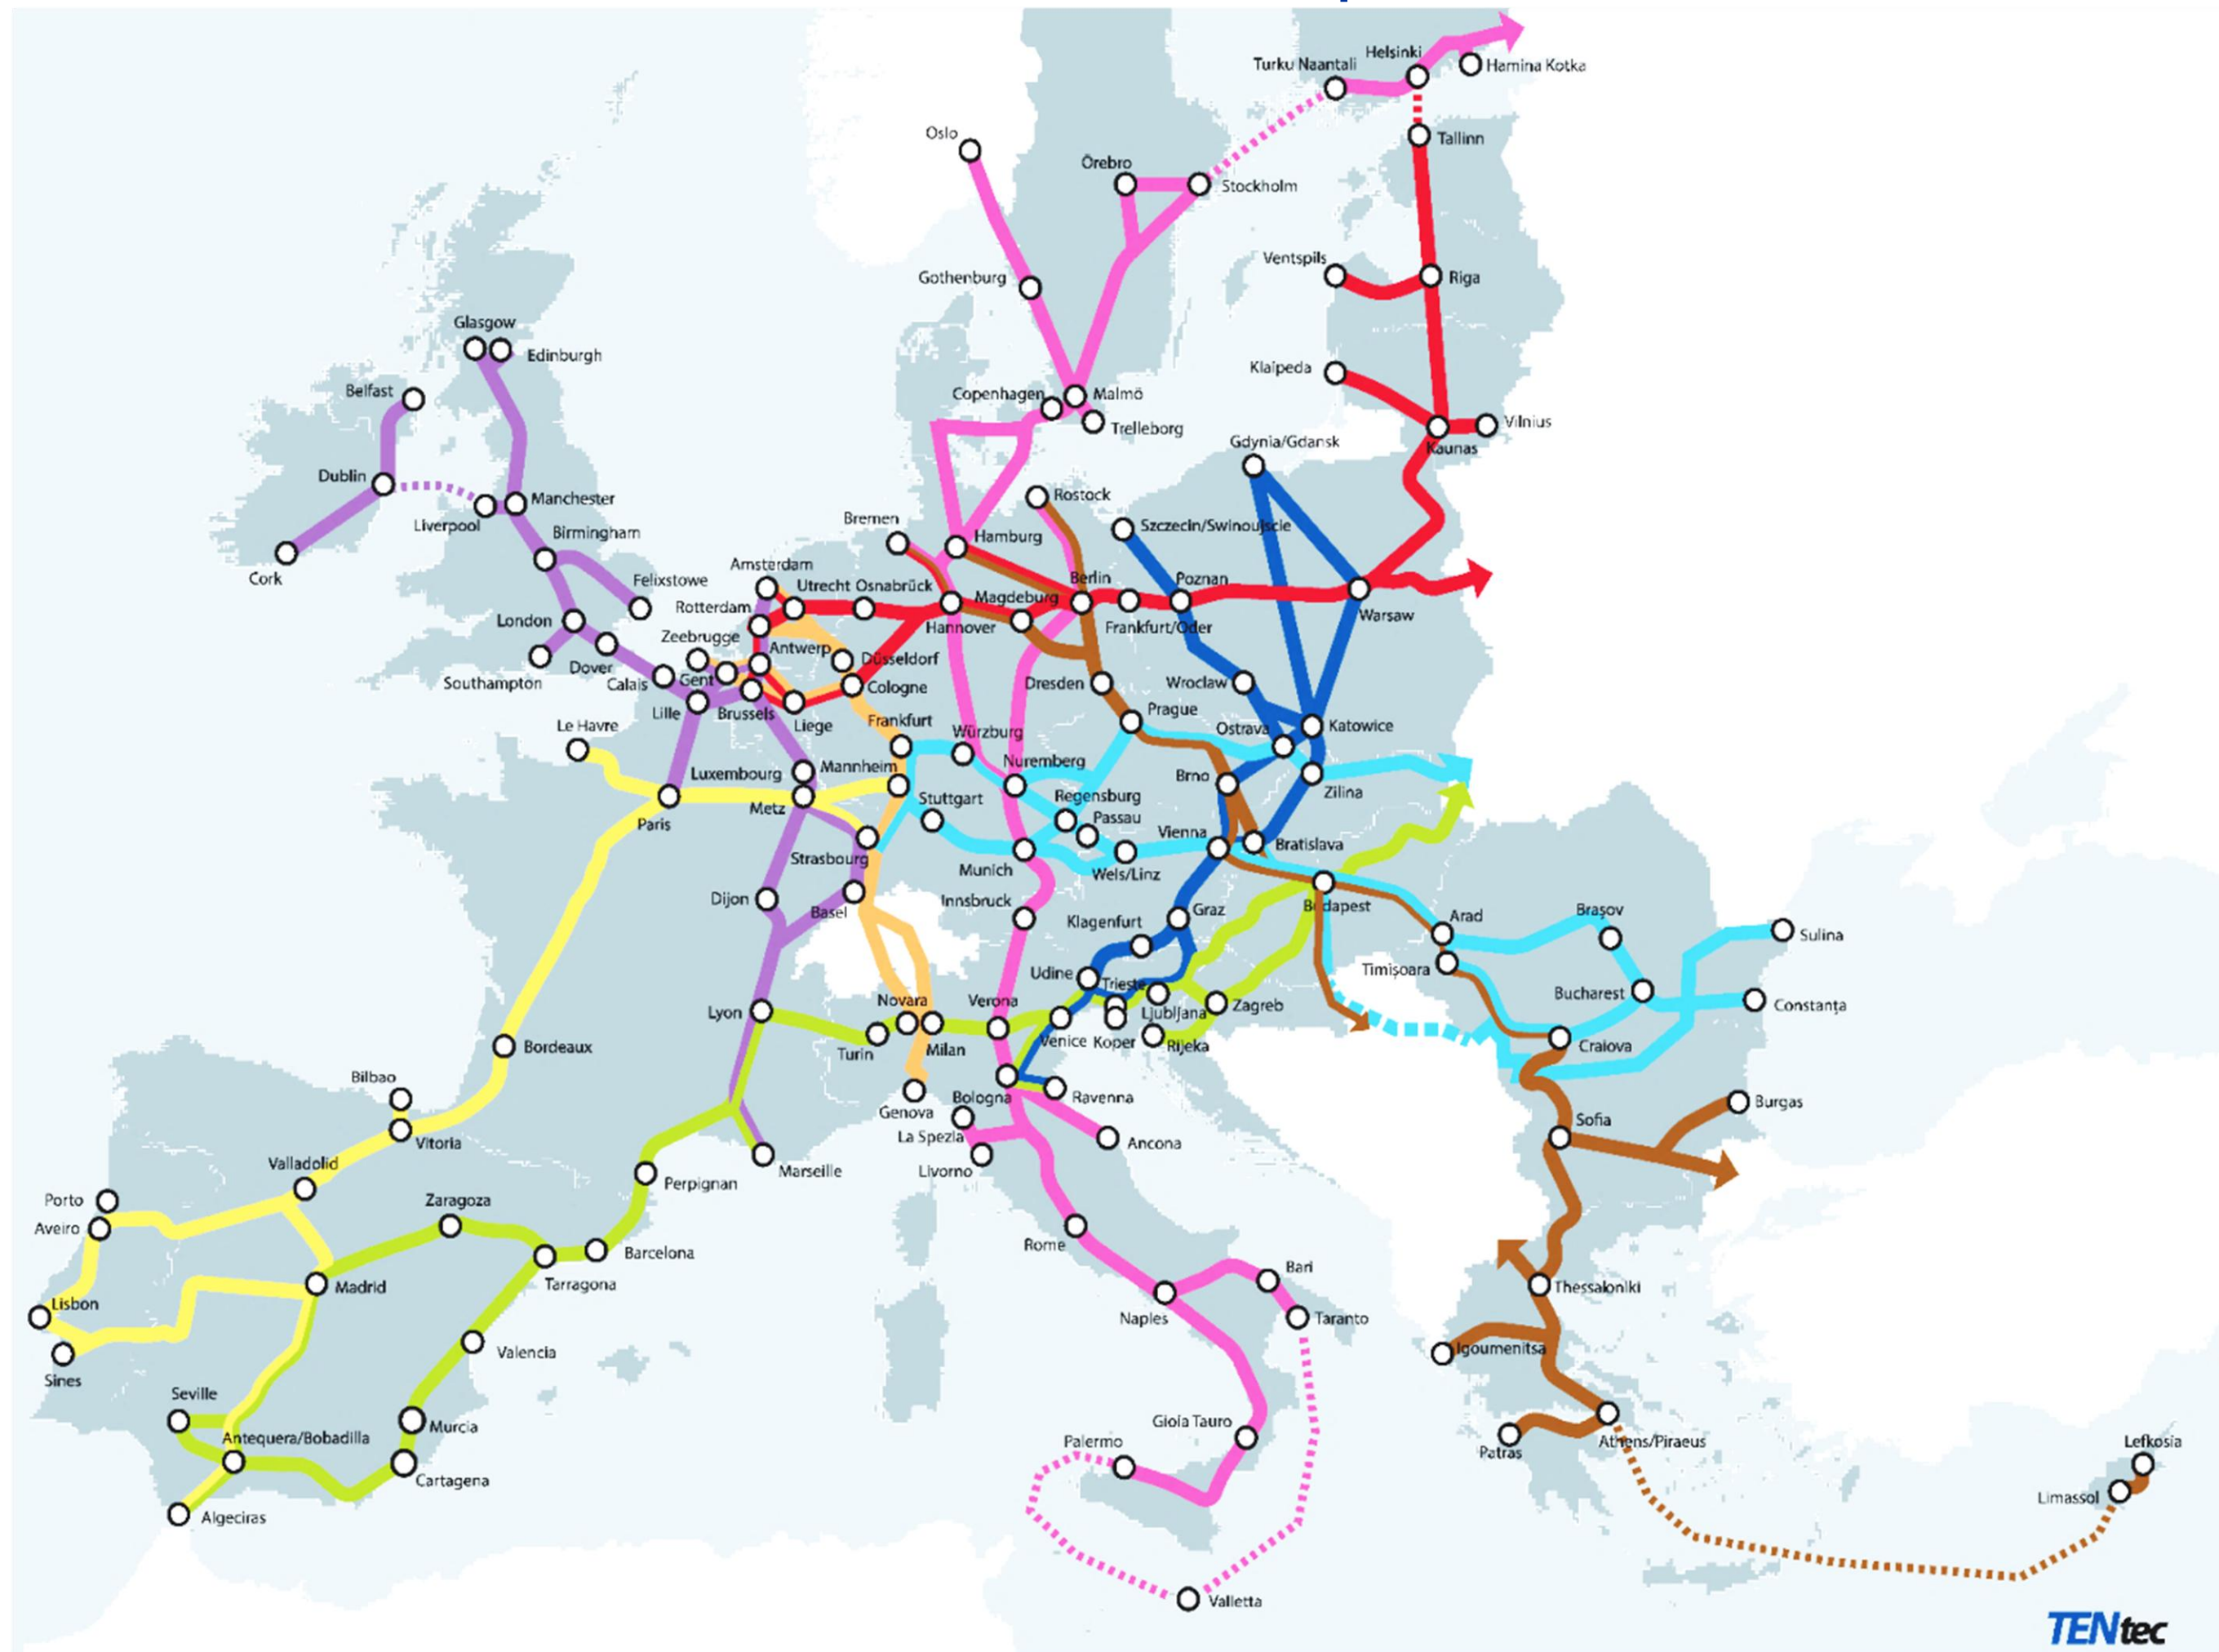 Helsinki
Turku Naantali
Hamina Kotka
Oslo
Tallinn
Örebro
Stockholm
Ventspils
Gothenburg
Riga
Glasgow
Edinburgh
Klaipeda
Belfast
Copenhagen
Malmö
Trelleborg
Vilnius
Gdynia/Gdansk
Kaunas
Dublin
Manchester
Rostock
Liverpool
Bremen
Szczecin/Swinoujscie
Birmingham
Hamburg
Cork
Amsterdam
Felixstowe
Utrecht
Osnabrück
Berlin
Poznan
Rotterdam
Magdeburg
London
Warsaw
Zeebrugge
Hannover
Frankfurt/Oder
Antwerp
Düsseldorf
Dover
Southampton
Calais
Gent
Cologne
Dresden
Wroclaw
Lille
Brussels
Liege
Prague
Le Havre
Frankfurt
Würzburg
Ostrava
Katowice
Luxembourg
Mannheim
Nuremberg
Brno
Zilina
Metz
Stuttgart
Regensburg
Paris
Passau
Vienna
Bratislava
Strasbourg
Munich
Wels/Linz
Dijon
Basel
Innsbruck
Budapest
Klagenfurt
Graz
Arad
Braşov
Sulina
Udine
Timişoara
Trieste
Bucharest
Novara
Verona
Zagreb
Constanţa
Lyon
Ljubljana
Bordeaux
Turin
Milan
Venice
Koper
Rijeka
Craiova
Bilbao
Genova
Bologna
Ravenna
Burgas
Vitoria
La Spezia
Ancona
Sofia
Valladolid
Marseille
Livorno
Perpignan
Porto
Zaragoza
Aveiro
Rome
Barcelona
Bari
Tarragona
Madrid
Thessaloniki
Lisbon
Naples
Taranto
Valencia
Igoumenitsa
Sines
Seville
Murcia
Gioia Tauro
Antequera/Bobadilla
Palermo
Patras
Athens/Piraeus
Lefkosia
Cartagena
Limassol
Algeciras
Valletta
TENtec